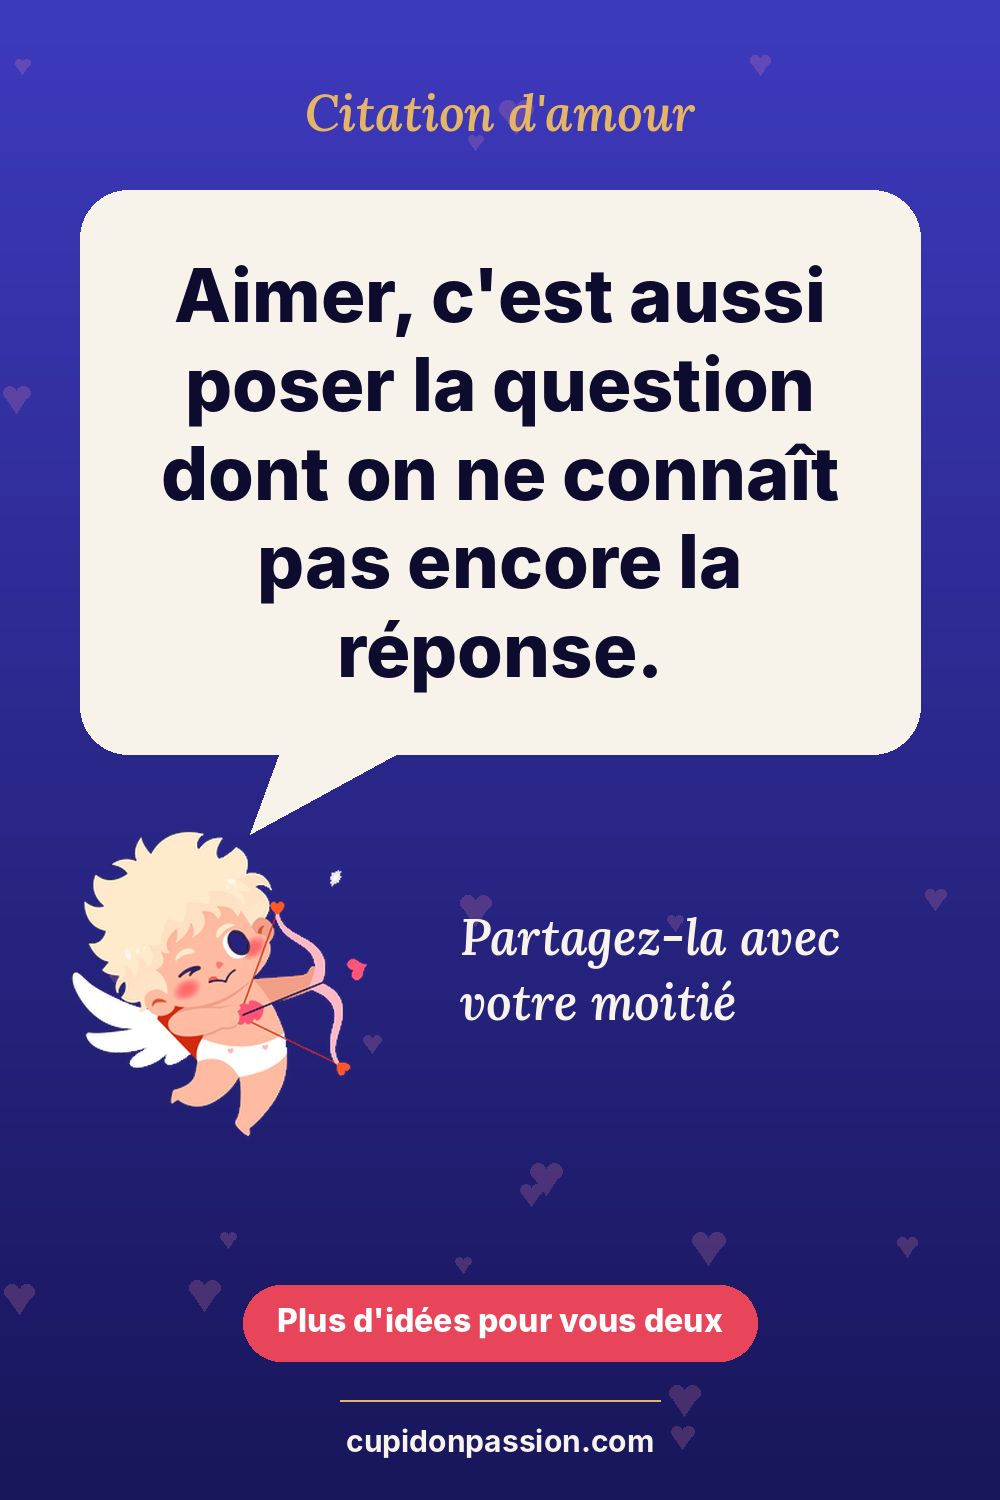 Citation d'amour
Aimer, c'est aussi
poser la question
dont on ne connaît
pas encore la
réponse.
Partagez-la avec
votre moitié
Plus d'idées pour vous deux
cupidonpassion.com